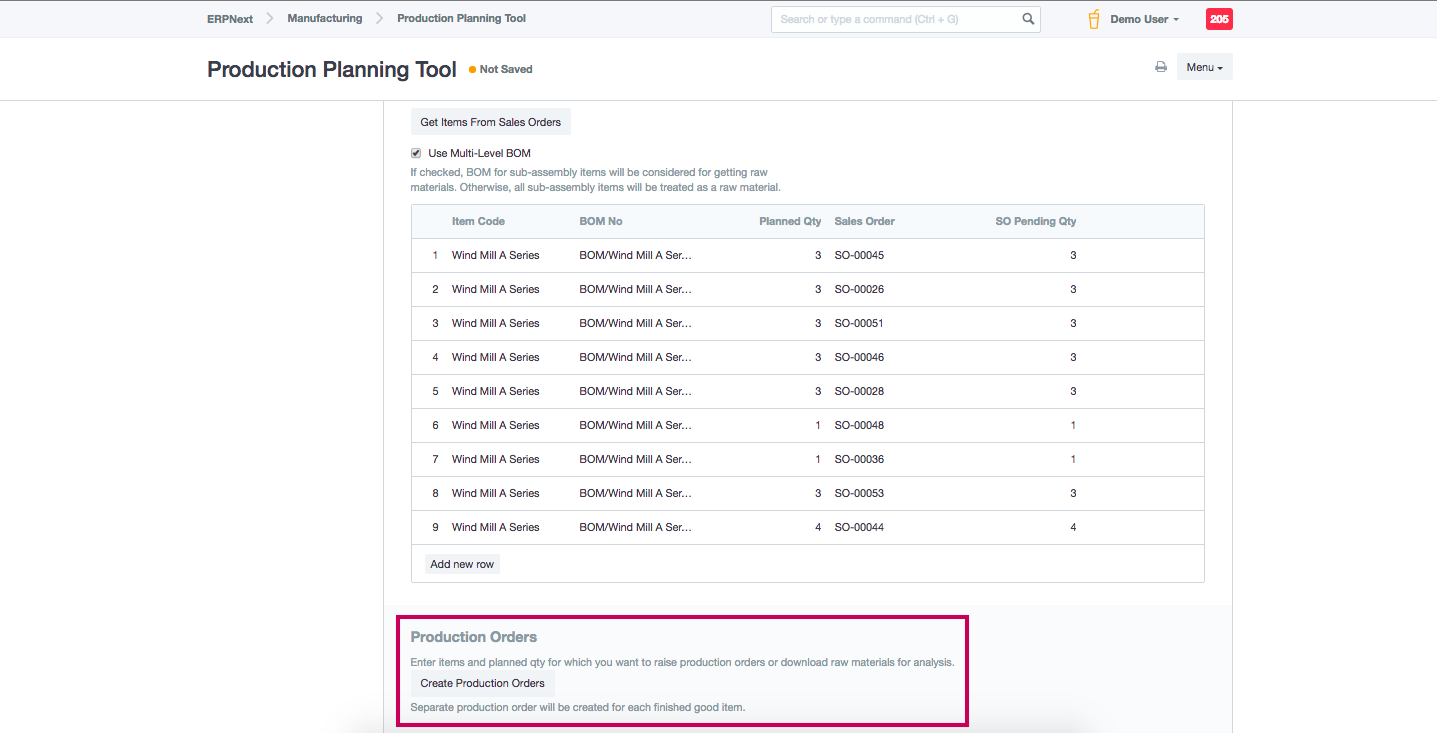 ERPNext Manufacturing Production Planning Tool Search or type a command (Ctrl + G) Demo User 205
Production Planning Tool Not Saved Menu
Get Items From Sales Orders
Use Multi-Level BOM
If checked, BOM for sub-assembly items will be considered for getting raw
materials. Otherwise, all sub-assembly items will be treated as a raw material.
Item Code BOM No Planned Qty Sales Order SO Pending Qty
1 Wind Mill A Series BOM/Wind Mill A Ser... 3 SO-00045 3
2 Wind Mill A Series BOM/Wind Mill A Ser... 3 SO-00026 3
3 Wind Mill A Series BOM/Wind Mill A Ser... 3 SO-00051 3
4 Wind Mill A Series BOM/Wind Mill A Ser... 3 SO-00046 3
5 Wind Mill A Series BOM/Wind Mill A Ser... 3 SO-00028 3
6 Wind Mill A Series BOM/Wind Mill A Ser... 1 SO-00048 1
7 Wind Mill A Series BOM/Wind Mill A Ser... 1 SO-00036 1
8 Wind Mill A Series BOM/Wind Mill A Ser... 3 SO-00053 3
9 Wind Mill A Series BOM/Wind Mill A Ser... 4 SO-00044 4
Add new row
Production Orders
Enter items and planned qty for which you want to raise production orders or download raw materials for analysis.
Create Production Orders
Separate production order will be created for each finished good item.